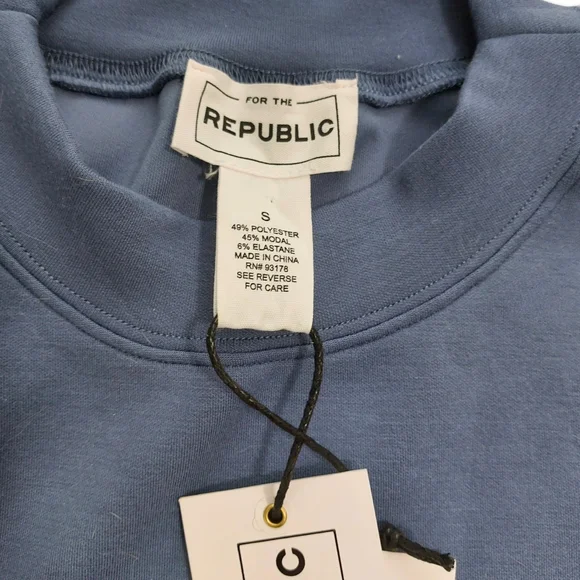 FOR THE
REPUBLIC
S
49% POLYESTER
45% MODAL
6% ELASTANE
MADE IN CHINA
RN# 93178
SEE REVERSE
FOR CARE